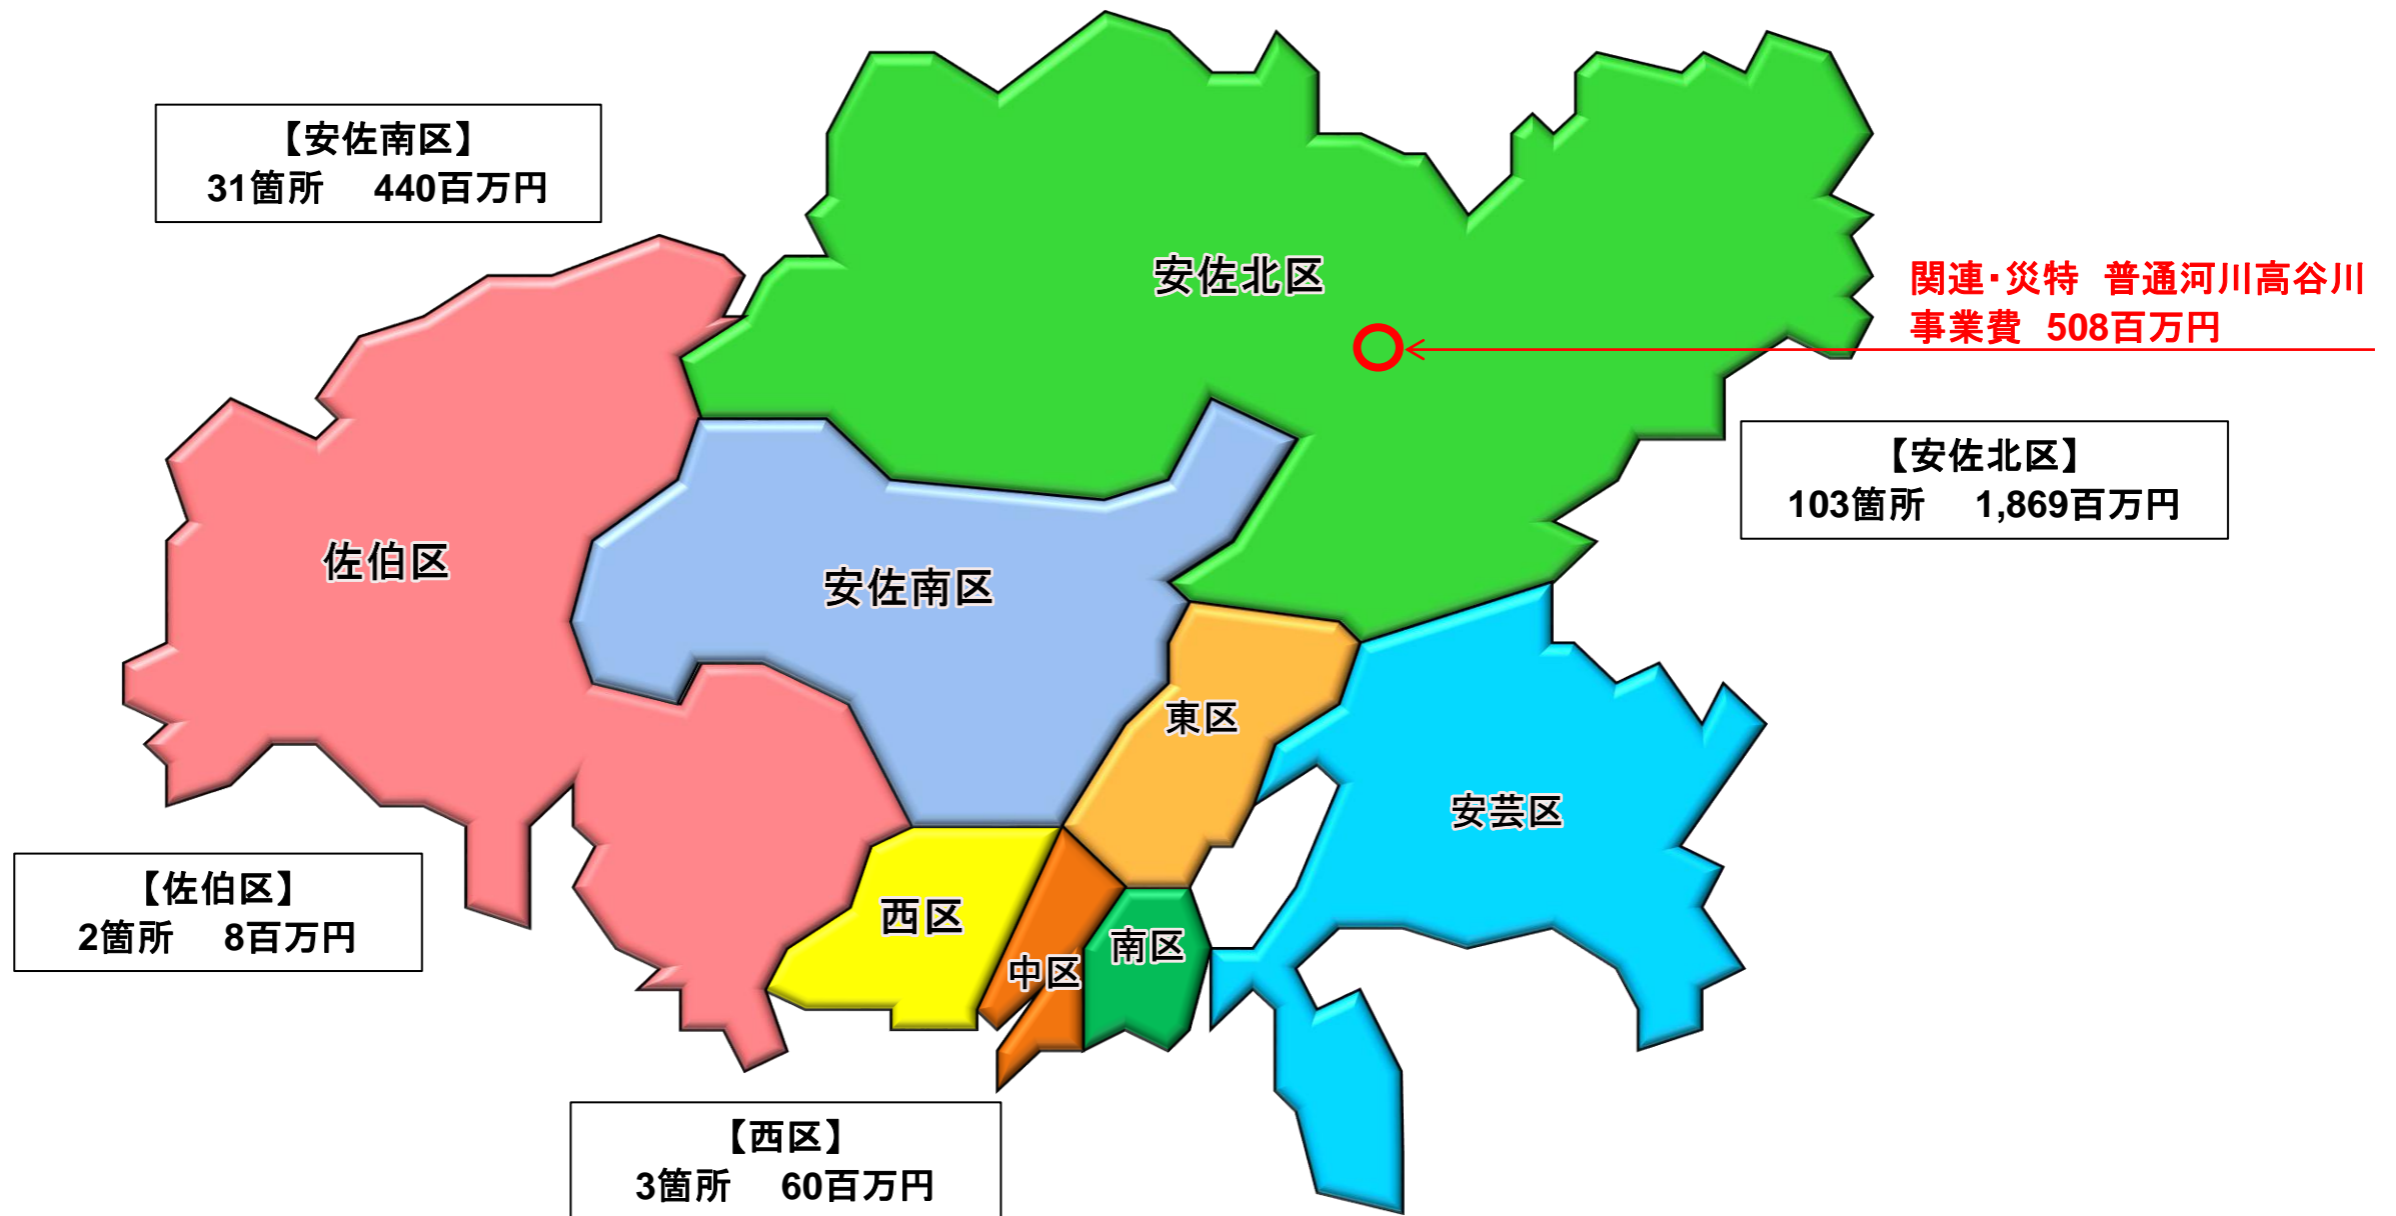 【安佐南区】
31箇所　440百万円
安佐北区
関連・災特　普通河川高谷川
事業費　508百万円
【安佐北区】
103箇所　1,869百万円
佐伯区
安佐南区
東区
安芸区
【佐伯区】
2箇所　8百万円
西区
中区
南区
【西区】
3箇所　60百万円